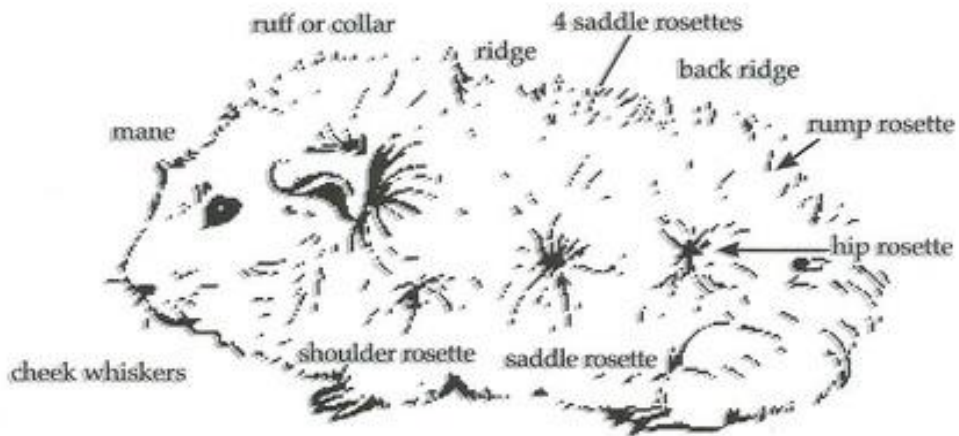 ruff or collar
4 saddle rosettes
ridge
back ridge
mane
rump rosette
hip rosette
shoulder rosette
saddle rosette
cheek whiskers